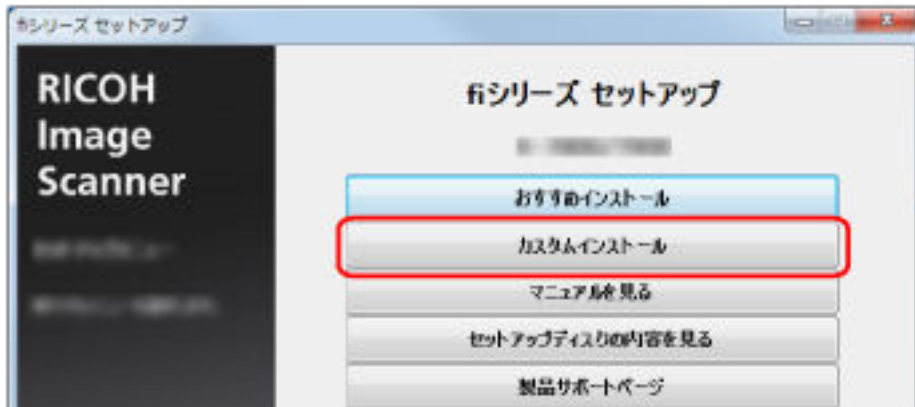 fiシリーズ セットアップ
RICOH
Image
Scanner
fiシリーズ セットアップ
おすすめインストール
カスタムインストール
マニュアルを見る
セットアップディスクの内容を見る
製品サポートページ